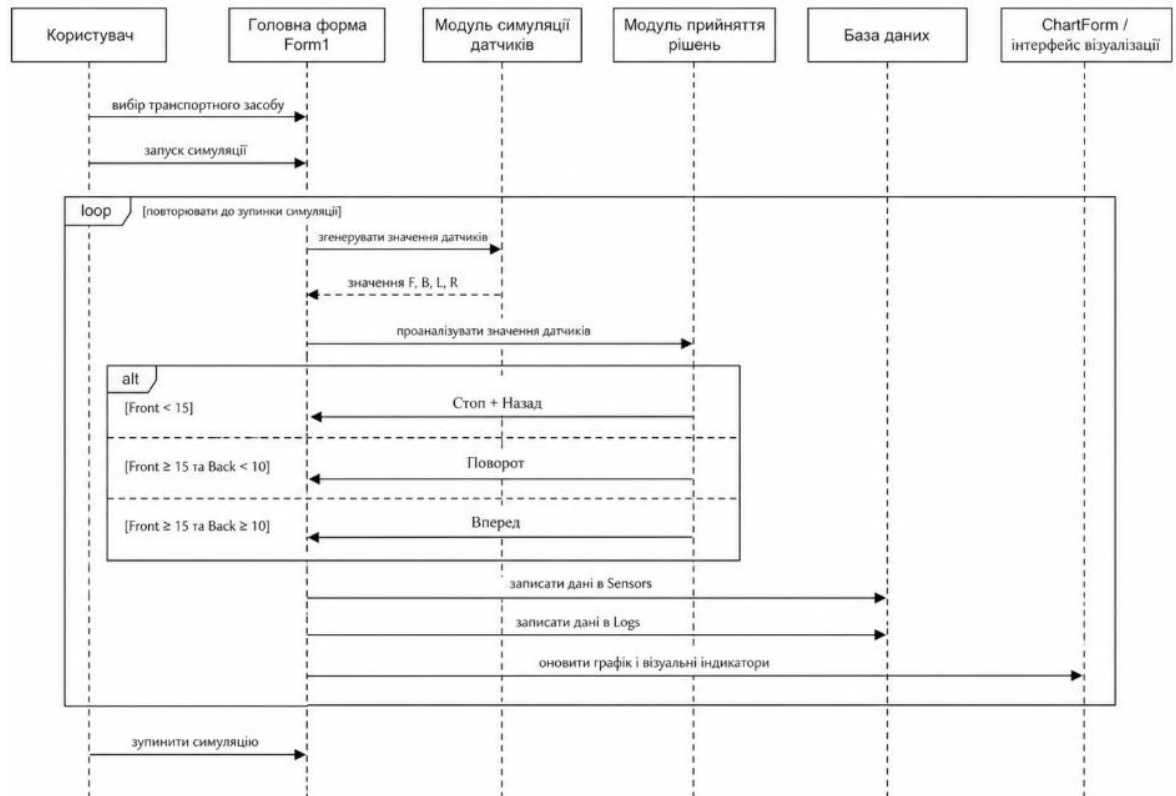 Користувач
Головна форма
Form1
Модуль симуляції
датчиків
Модуль прийняття
рішень
База даних
ChartForm /
інтерфейс візуалізації
вибір транспортного засобу
запуск симуляції
loop
[повторювати до зупинки симуляції]
згенерувати значення датчиків
значення F, B, L, R
проаналізувати значення датчиків
alt
[Front < 15]
Стоп + Назад
[Front ≥ 15 та Back < 10]
Поворот
[Front ≥ 15 та Back ≥ 10]
Вперед
записати дані в Sensors
записати дані в Logs
оновити графік і візуальні індикатори
зупинити симуляцію